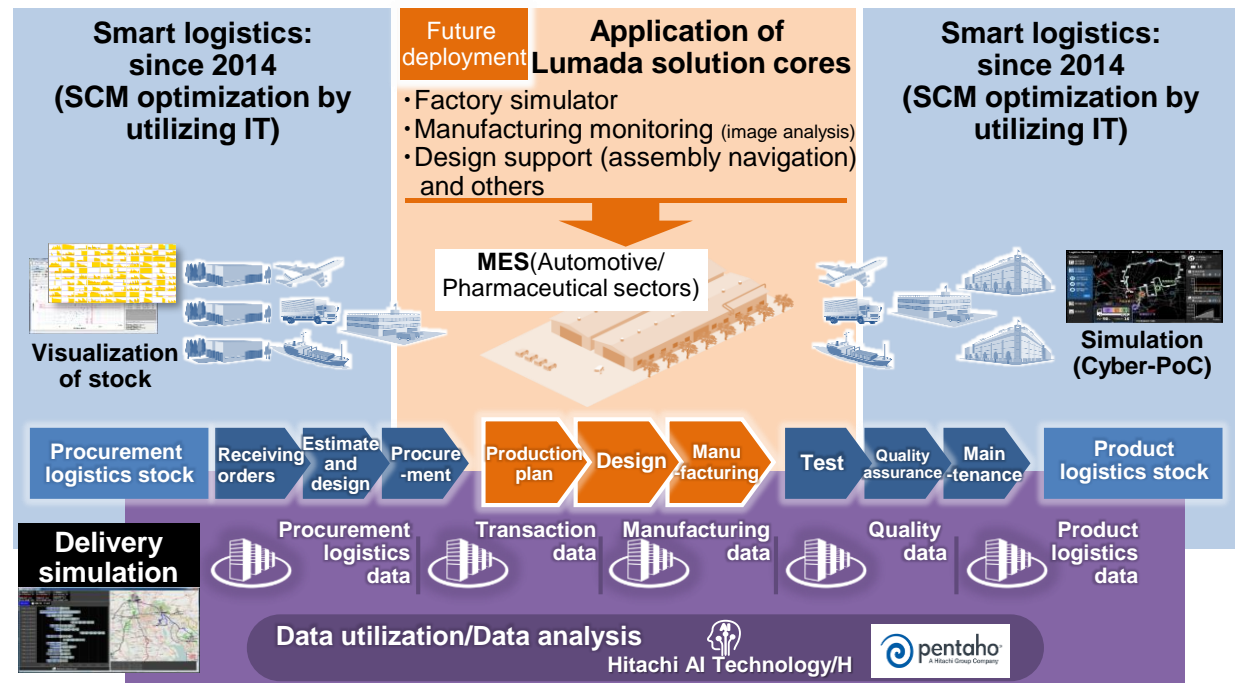 Smart logistics:
since 2014
(SCM optimization by
utilizing IT)
Future
deployment
Application of
Lumada solution cores
・Factory simulator
・Manufacturing monitoring (image analysis)
・Design support (assembly navigation)
and others
Smart logistics:
since 2014
(SCM optimization by
utilizing IT)
MES(Automotive/
Pharmaceutical sectors)
Visualization
of stock
Simulation
(Cyber-PoC)
Procurement
logistics stock
Receiving
orders
Estimate
and
design
Procure
-ment
Production
plan
Design
Manu
-facturing
Test
Quality
assurance
Main
-tenance
Product
logistics stock
Delivery
simulation
Procurement
logistics
data
Transaction
data
Manufacturing
data
Quality
data
Product
logistics
data
Data utilization/Data analysis
Hitachi AI Technology/H
pentaho
A Hitachi Group Company